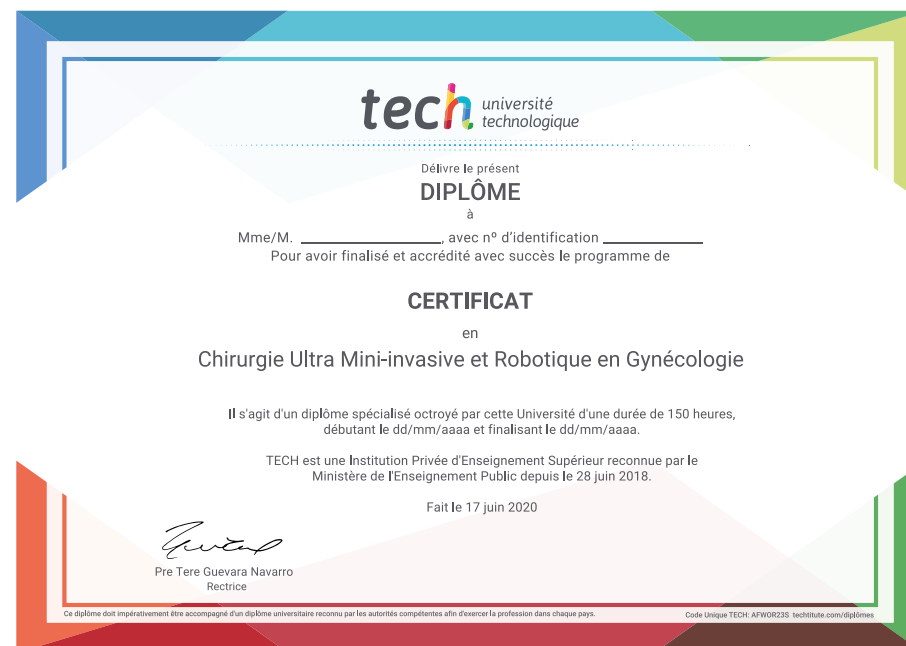 tech université
technologique
Délivre le présent
DIPLÔME
à
Mme/M. ____________________, avec nº d'identification ______________
Pour avoir finalisé et accrédité avec succès le programme de
CERTIFICAT
en
Chirurgie Ultra Mini-invasive et Robotique en Gynécologie
Il s'agit d'un diplôme spécialisé octroyé par cette Université d'une durée de 150 heures,
débutant le dd/mm/aaaa et finalisant le dd/mm/aaaa.
TECH est une Institution Privée d'Enseignement Supérieur reconnue par le
Ministère de l'Enseignement Public depuis le 28 juin 2018.
Fait le 17 juin 2020
Pre Tere Guevara Navarro
Rectrice
Ce diplôme doit impérativement être accompagné d'un diplôme universitaire reconnu par les autorités compétentes afin d'exercer la profession dans chaque pays.
Code Unique TECH: AFWOR23S techtitute.com/diplômes